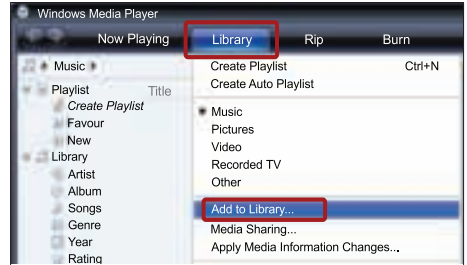 Windows Media Player
Now Playing Library Rip Burn
Music
Playlist Title
Create Playlist
Favour
New
Library
Artist
Album
Songs
Genre
Year
Rating
Create Playlist Ctrl+N
Create Auto Playlist
Music
Pictures
Video
Recorded TV
Other
Add to Library...
Media Sharing...
Apply Media Information Changes...